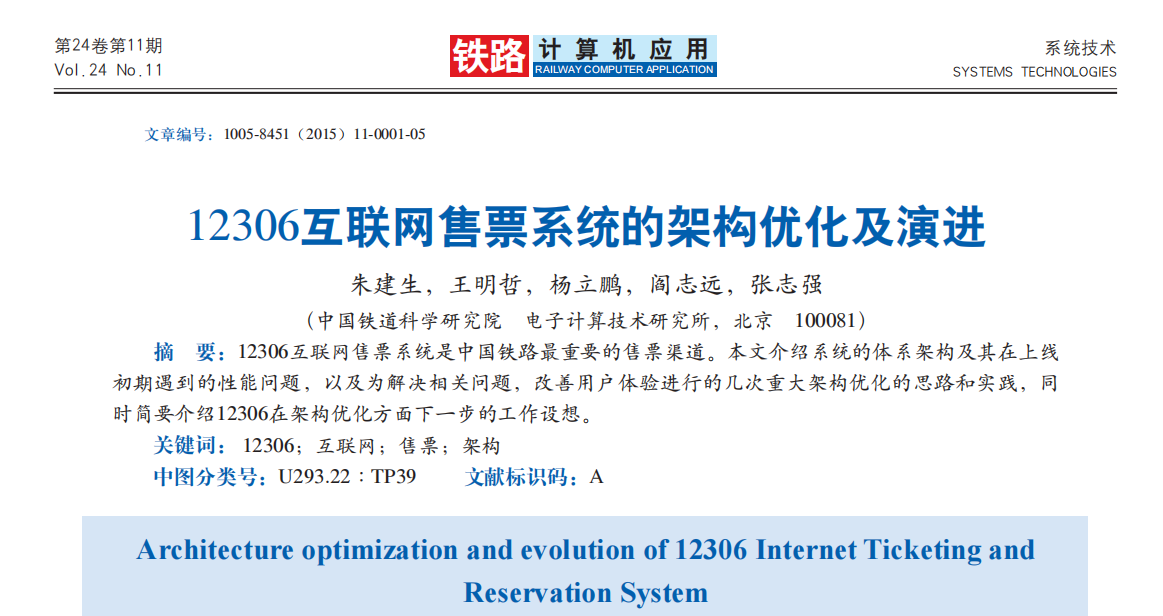 第24卷第11期
Vol.24 No.11
铁路 计算机应用
RAILWAY COMPUTER APPLICATION
系统技术
SYSTEMS TECHNOLOGIES
文章编号：1005-8451（2015）11-0001-05
12306互联网售票系统的架构优化及演进
朱建生，王明哲，杨立鹏，阎志远，张志强
（中国铁道科学研究院 电子计算技术研究所，北京 100081）
摘 要：12306互联网售票系统是中国铁路最重要的售票渠道。本文介绍系统的体系架构及其在上线
初期遇到的性能问题，以及为解决相关问题，改善用户体验进行的几次重大架构优化的思路和实践，同
时简要介绍12306在架构优化方面下一步的工作设想。
关键词：12306；互联网；售票；架构
中图分类号：U293.22∶TP39 文献标识码：A
Architecture optimization and evolution of 12306 Internet Ticketing and
Reservation System